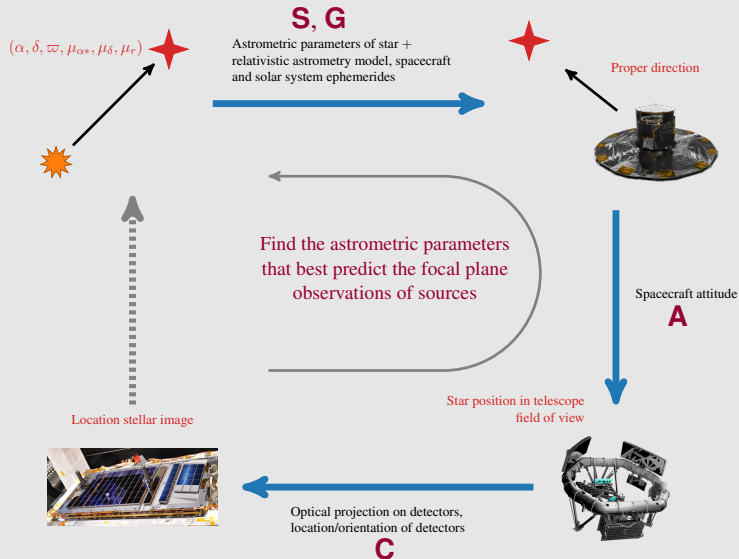 S, G
(α, δ, ϖ, μα*, μδ, μr)
Astrometric parameters of star +
relativistic astrometry model, spacecraft
and solar system ephemerides
Proper direction
Find the astrometric parameters
that best predict the focal plane
observations of sources
Spacecraft attitude
A
Star position in telescope
field of view
Location stellar image
Optical projection on detectors,
location/orientation of detectors
C